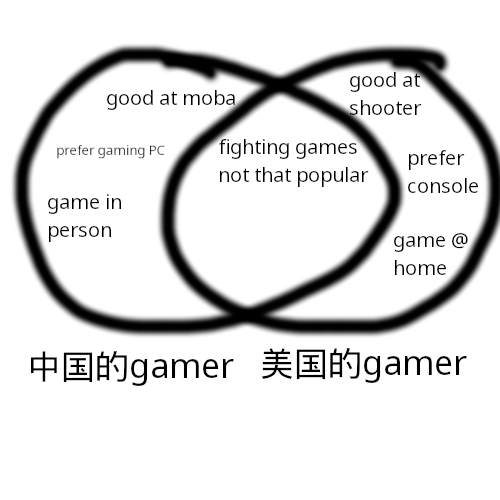 good at moba
prefer gaming PC
game in
person
fighting games
not that popular
good at
shooter
prefer
console
game @
home
中国的gamer
美国的gamer